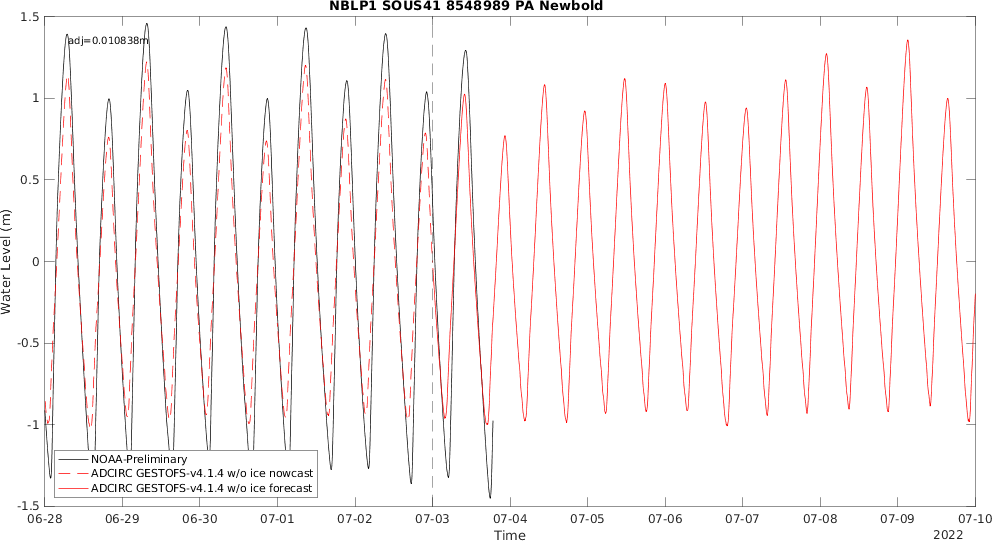 NBLP1 SOUS41 8548989 PA Newbold
adj=0.010838m
1.5
1
0.5
0
-0.5
-1
-1.5
Water Level (m)
NOAA-Preliminary
ADCIRC GESTOFS-v4.1.4 w/o ice nowcast
ADCIRC GESTOFS-v4.1.4 w/o ice forecast
06-28 06-29 06-30 07-01 07-02 07-03 07-04 07-05 07-06 07-07 07-08 07-09 07-10
Time
2022